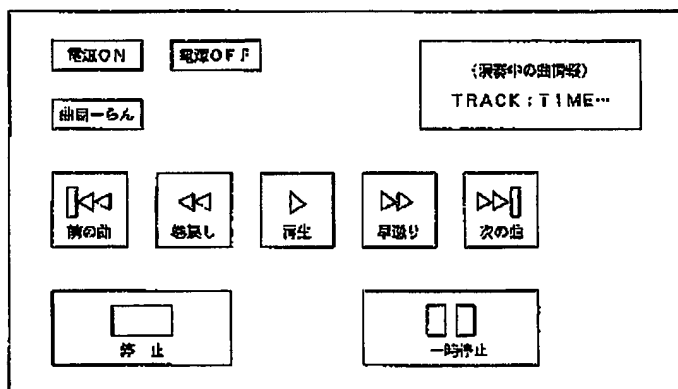 電源ON
電源OFF
(演奏中の曲情報)
TRACK:TIME…
曲目一らん
前の曲
巻戻し
再生
早送り
次の曲
停 止
一時停止